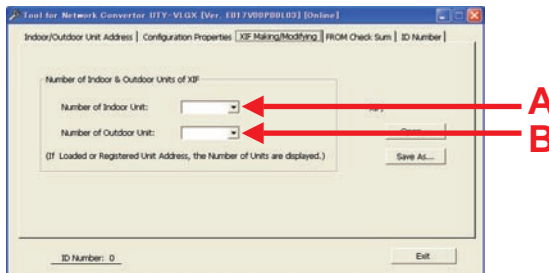 Tool for Network Convertor UTY-VLGX [Ver. E017V00P00L03] [Online]
Indoor/Outdoor Unit Address Configuration Properties XIF Making/Modifying FROM Check Sum ID Number
Number of Indoor & Outdoor Units of XIF
Number of Indoor Unit:
A
Number of Outdoor Unit:
B
(If Loaded or Registered Unit Address, the Number of Units are displayed.)
Save As...
ID Number: 0
Exit